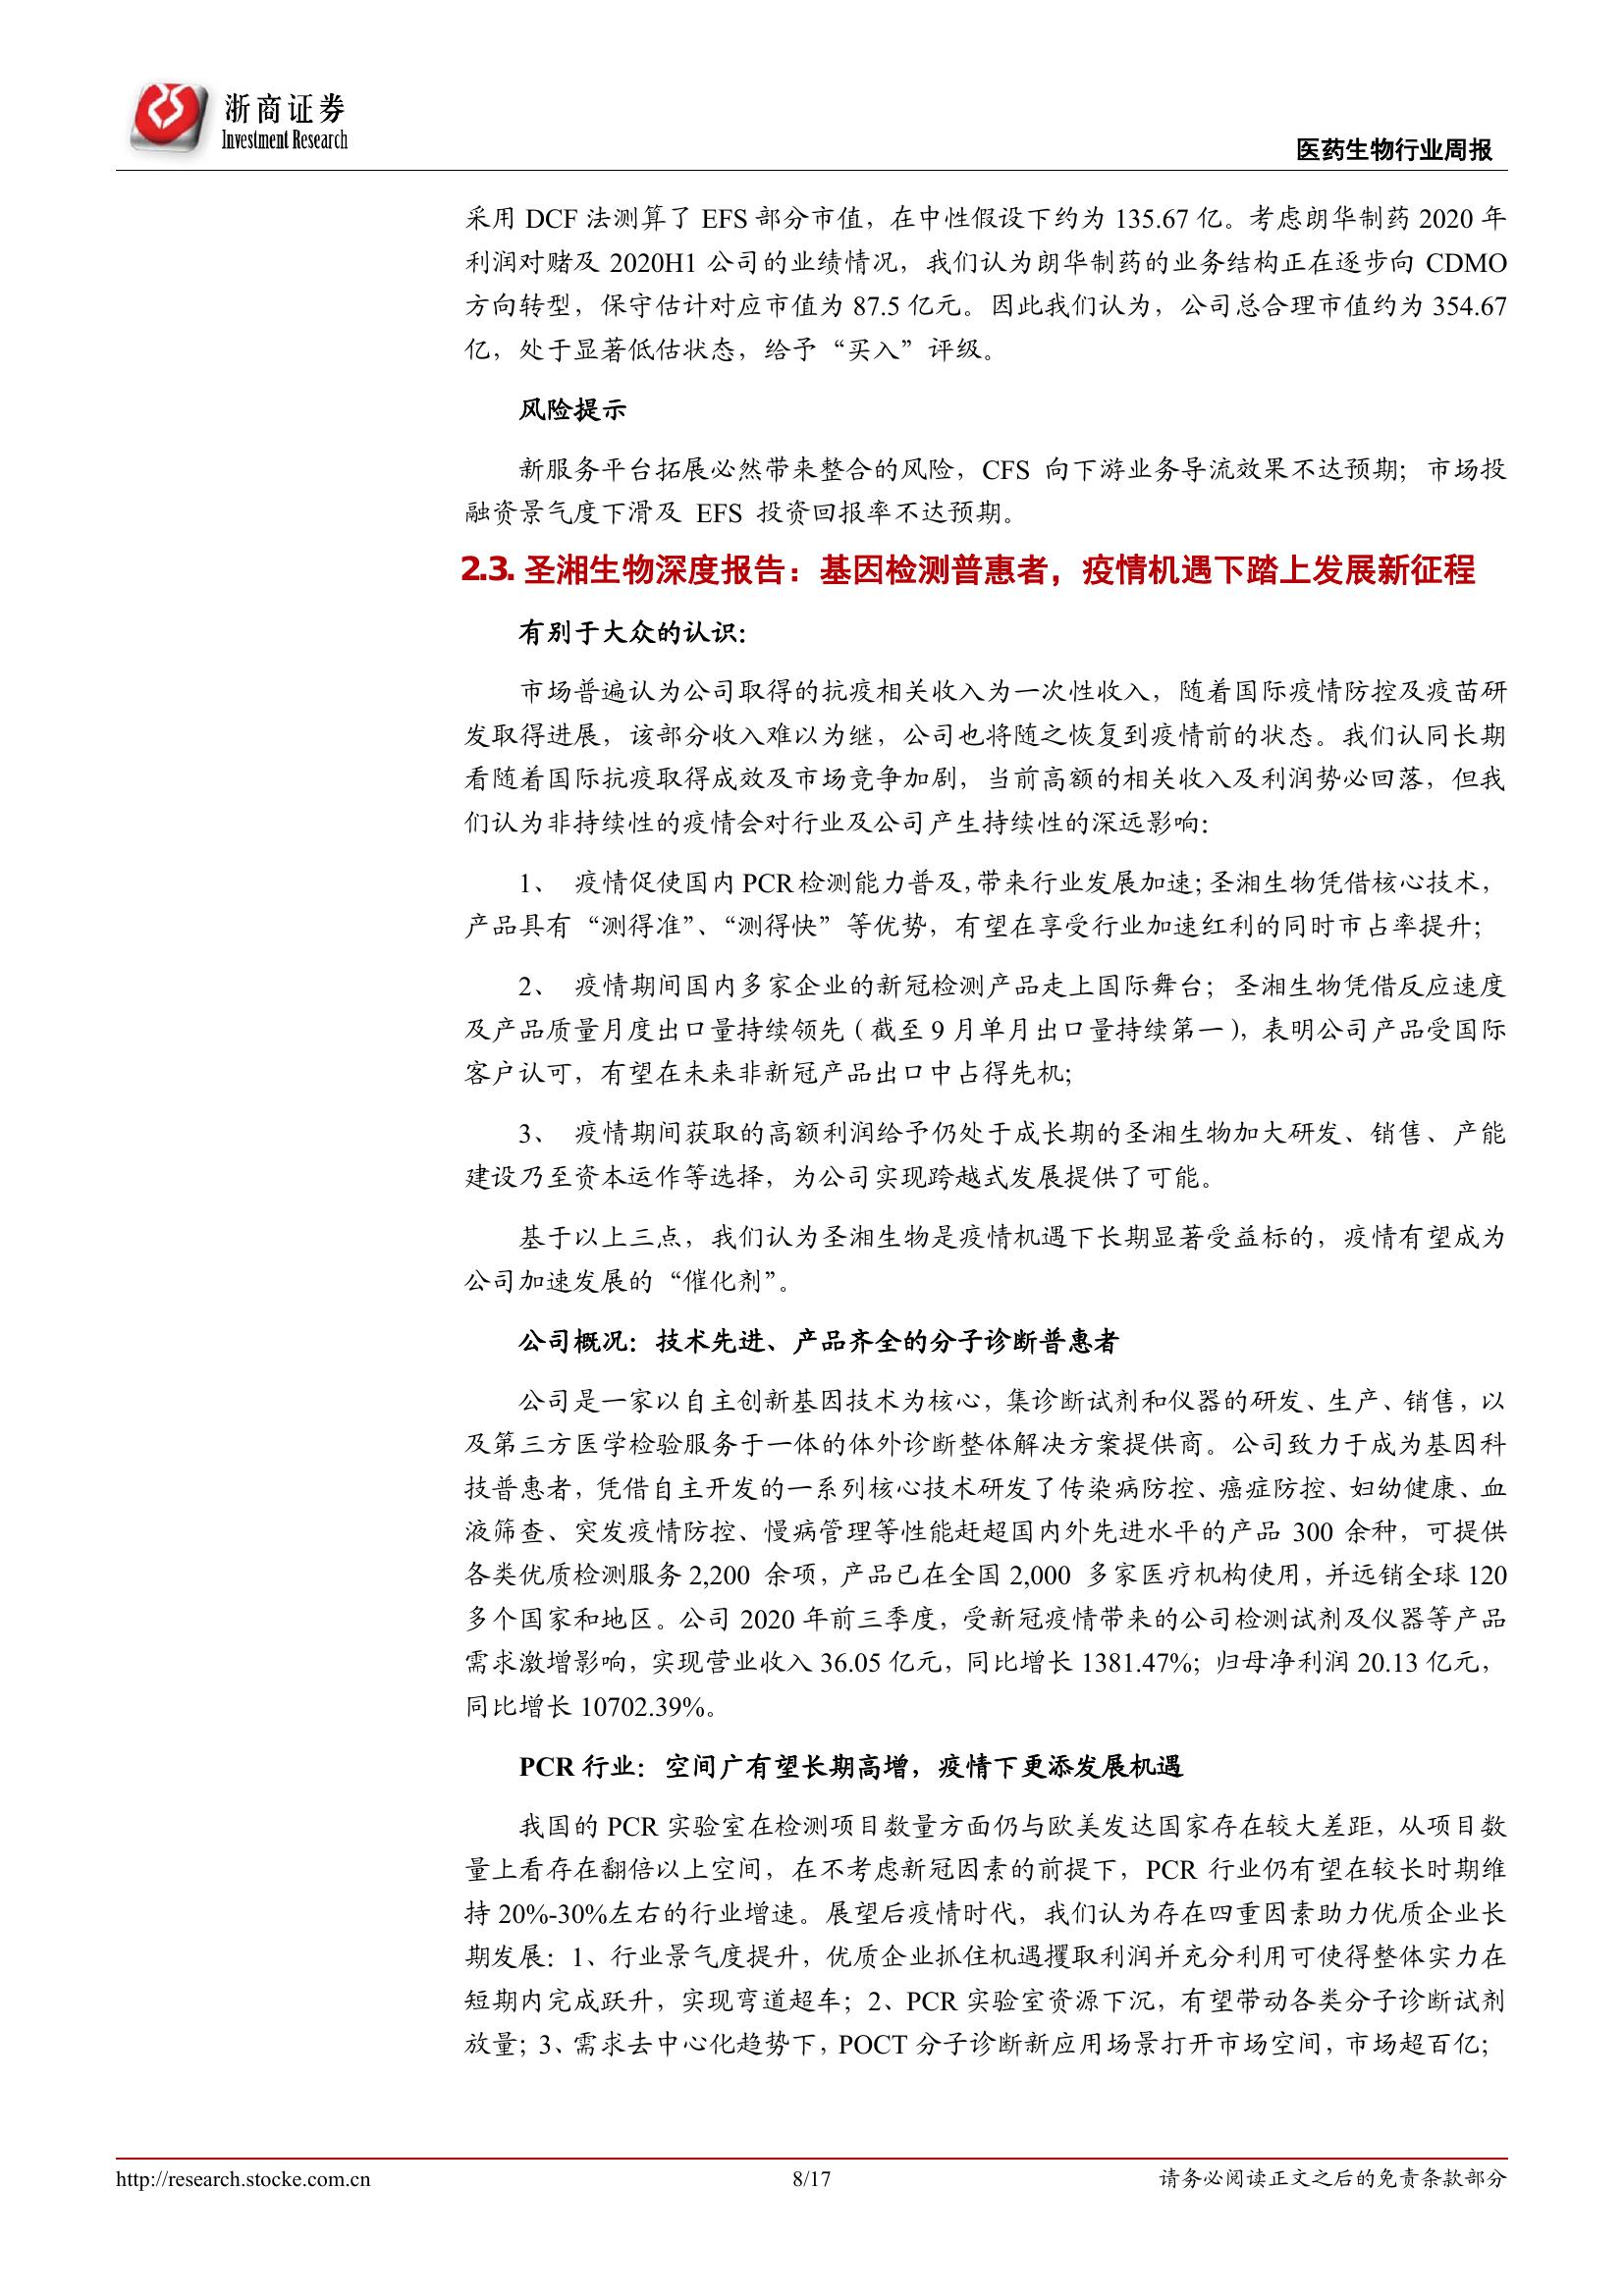 浙商证券
Investment Research
医药生物行业周报
采用 DCF 法测算了 EFS 部分市值，在中性假设下约为 135.67 亿。考虑朗华制药 2020 年
利润对赌及 2020H1 公司的业绩情况，我们认为朗华制药的业务结构正在逐步向 CDMO
方向转型，保守估计对应市值为 87.5 亿元。因此我们认为，公司总合理市值约为 354.67
亿，处于显著低估状态，给予“买入”评级。
风险提示
新服务平台拓展必然带来整合的风险，CFS 向下游业务导流效果不达预期；市场投
融资景气度下滑及 EFS 投资回报率不达预期。
2.3. 圣湘生物深度报告：基因检测普惠者，疫情机遇下踏上发展新征程
有别于大众的认识：
市场普遍认为公司取得的抗疫相关收入为一次性收入，随着国际疫情防控及疫苗研
发取得进展，该部分收入难以为继，公司也将随之恢复到疫情前的状态。我们认同长期
看随着国际抗疫取得成效及市场竞争加剧，当前高额的相关收入及利润势必回落，但我
们认为非持续性的疫情会对行业及公司产生持续性的深远影响：
1、 疫情促使国内 PCR 检测能力普及，带来行业发展加速；圣湘生物凭借核心技术，
产品具有“测得准”、“测得快”等优势，有望在享受行业加速红利的同时市占率提升；
2、 疫情期间国内多家企业的新冠检测产品走上国际舞台；圣湘生物凭借反应速度
及产品质量月度出口量持续领先（截至 9 月单月出口量持续第一），表明公司产品受国际
客户认可，有望在未来非新冠产品出口中占得先机；
3、 疫情期间获取的高额利润给予仍处于成长期的圣湘生物加大研发、销售、产能
建设乃至资本运作等选择，为公司实现跨越式发展提供了可能。
基于以上三点，我们认为圣湘生物是疫情机遇下长期显著受益标的，疫情有望成为
公司加速发展的“催化剂”。
公司概况：技术先进、产品齐全的分子诊断普惠者
公司是一家以自主创新基因技术为核心，集诊断试剂和仪器的研发、生产、销售，以
及第三方医学检验服务于一体的体外诊断整体解决方案提供商。公司致力于成为基因科
技普惠者，凭借自主开发的一系列核心技术研发了传染病防控、癌症防控、妇幼健康、血
液筛查、突发疫情防控、慢病管理等性能赶超国内外先进水平的产品 300 余种，可提供
各类优质检测服务 2,200 余项，产品已在全国 2,000 多家医疗机构使用，并远销全球 120
多个国家和地区。公司 2020 年前三季度，受新冠疫情带来的公司检测试剂及仪器等产品
需求激增影响，实现营业收入 36.05 亿元，同比增长 1381.47%；归母净利润 20.13 亿元，
同比增长 10702.39%。
PCR 行业：空间广有望长期高增，疫情下更添发展机遇
我国的 PCR 实验室在检测项目数量方面仍与欧美发达国家存在较大差距，从项目数
量上看存在翻倍以上空间，在不考虑新冠因素的前提下，PCR 行业仍有望在较长时期维
持 20%-30%左右的行业增速。展望后疫情时代，我们认为存在四重因素助力优质企业长
期发展：1、行业景气度提升，优质企业抓住机遇攫取利润并充分利用可使得整体实力在
短期内完成跃升，实现弯道超车；2、PCR 实验室资源下沉，有望带动各类分子诊断试剂
放量；3、需求去中心化趋势下，POCT 分子诊断新应用场景打开市场空间，市场超百亿；
http://research.stocke.com.cn
8/17
请务必阅读正文之后的免责条款部分